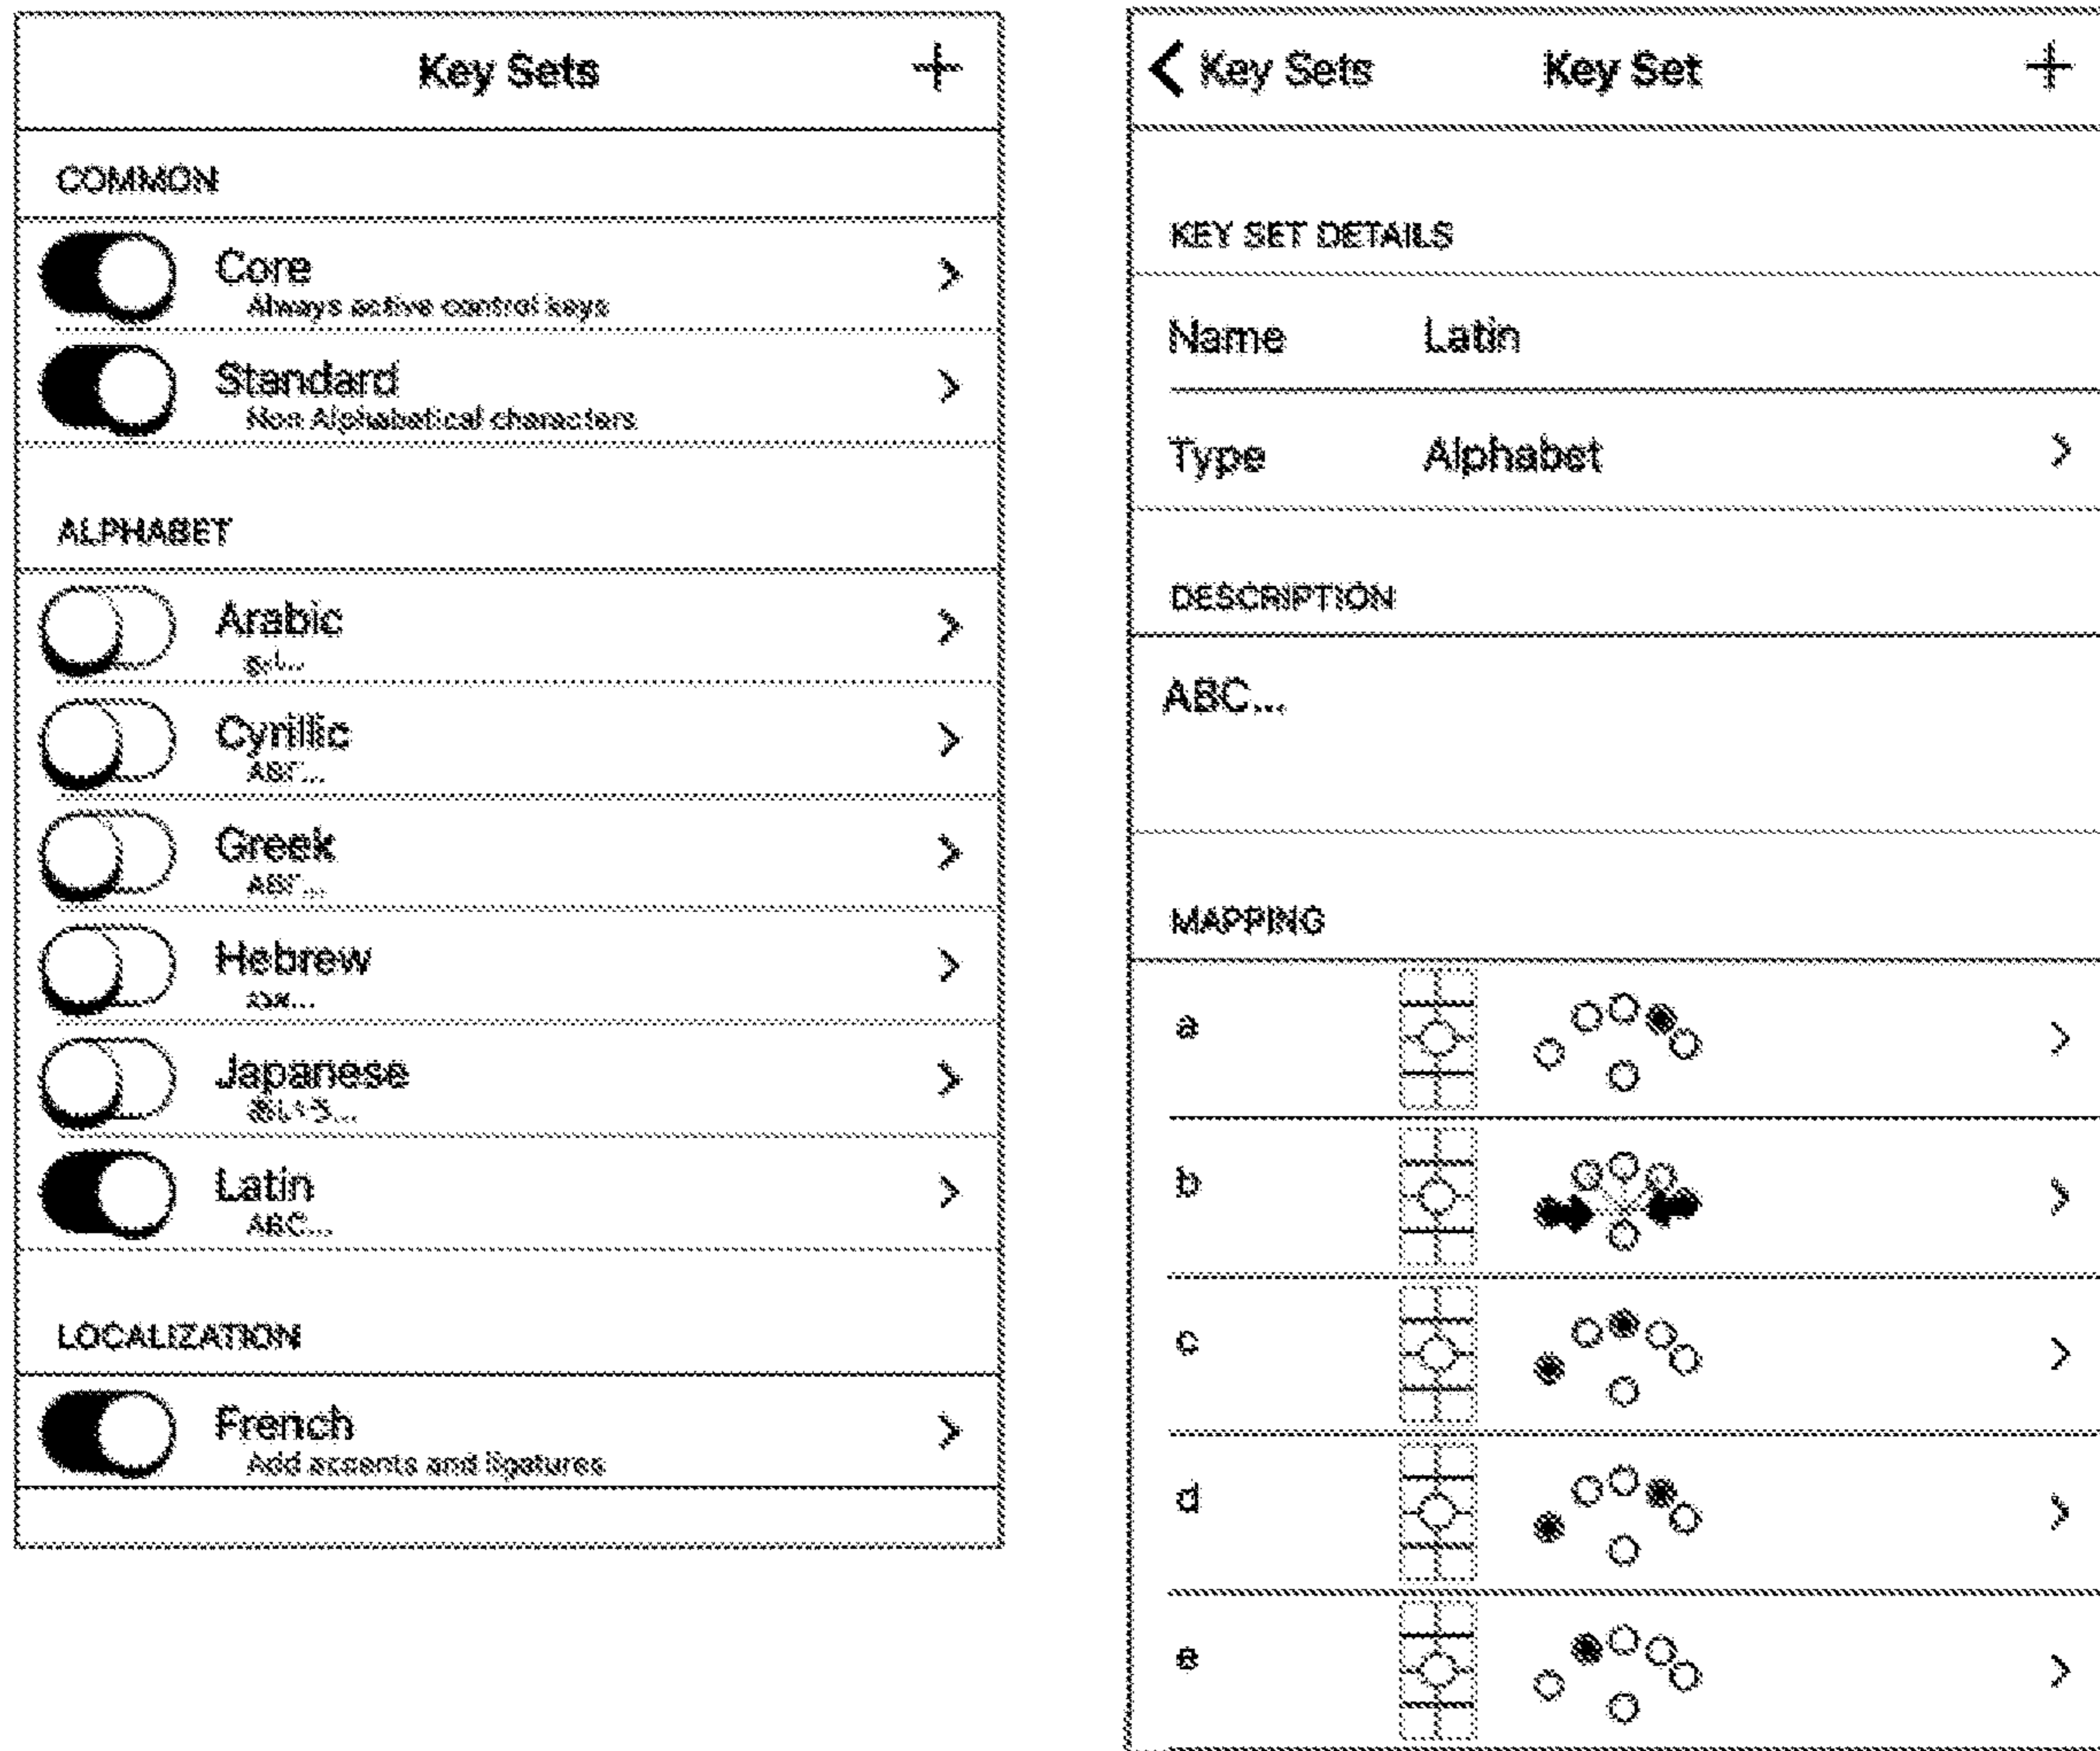 Key Sets
COMMON
Core
Always active control keys
Standard
Non Alphabetical characters
ALPHABET
Arabic
Cyrillic
Greek
Hebrew
Japanese
Latin
ABC...
LOCALIZATION
French
Add accents and ligatures
Key Sets Key Set
KEY SET DETAILS
Name Latin
Type Alphabet
DESCRIPTION
ABC...
MAPPING
a
b
c
d
e